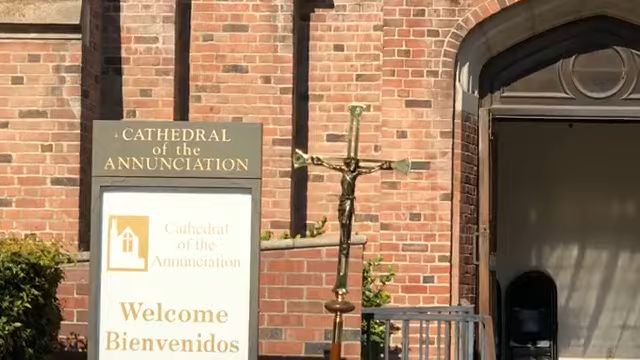 CATHEDRAL
of the
ANNUNCIATION
Cathedral
of the
Annunciation
Welcome
Bienvenidos